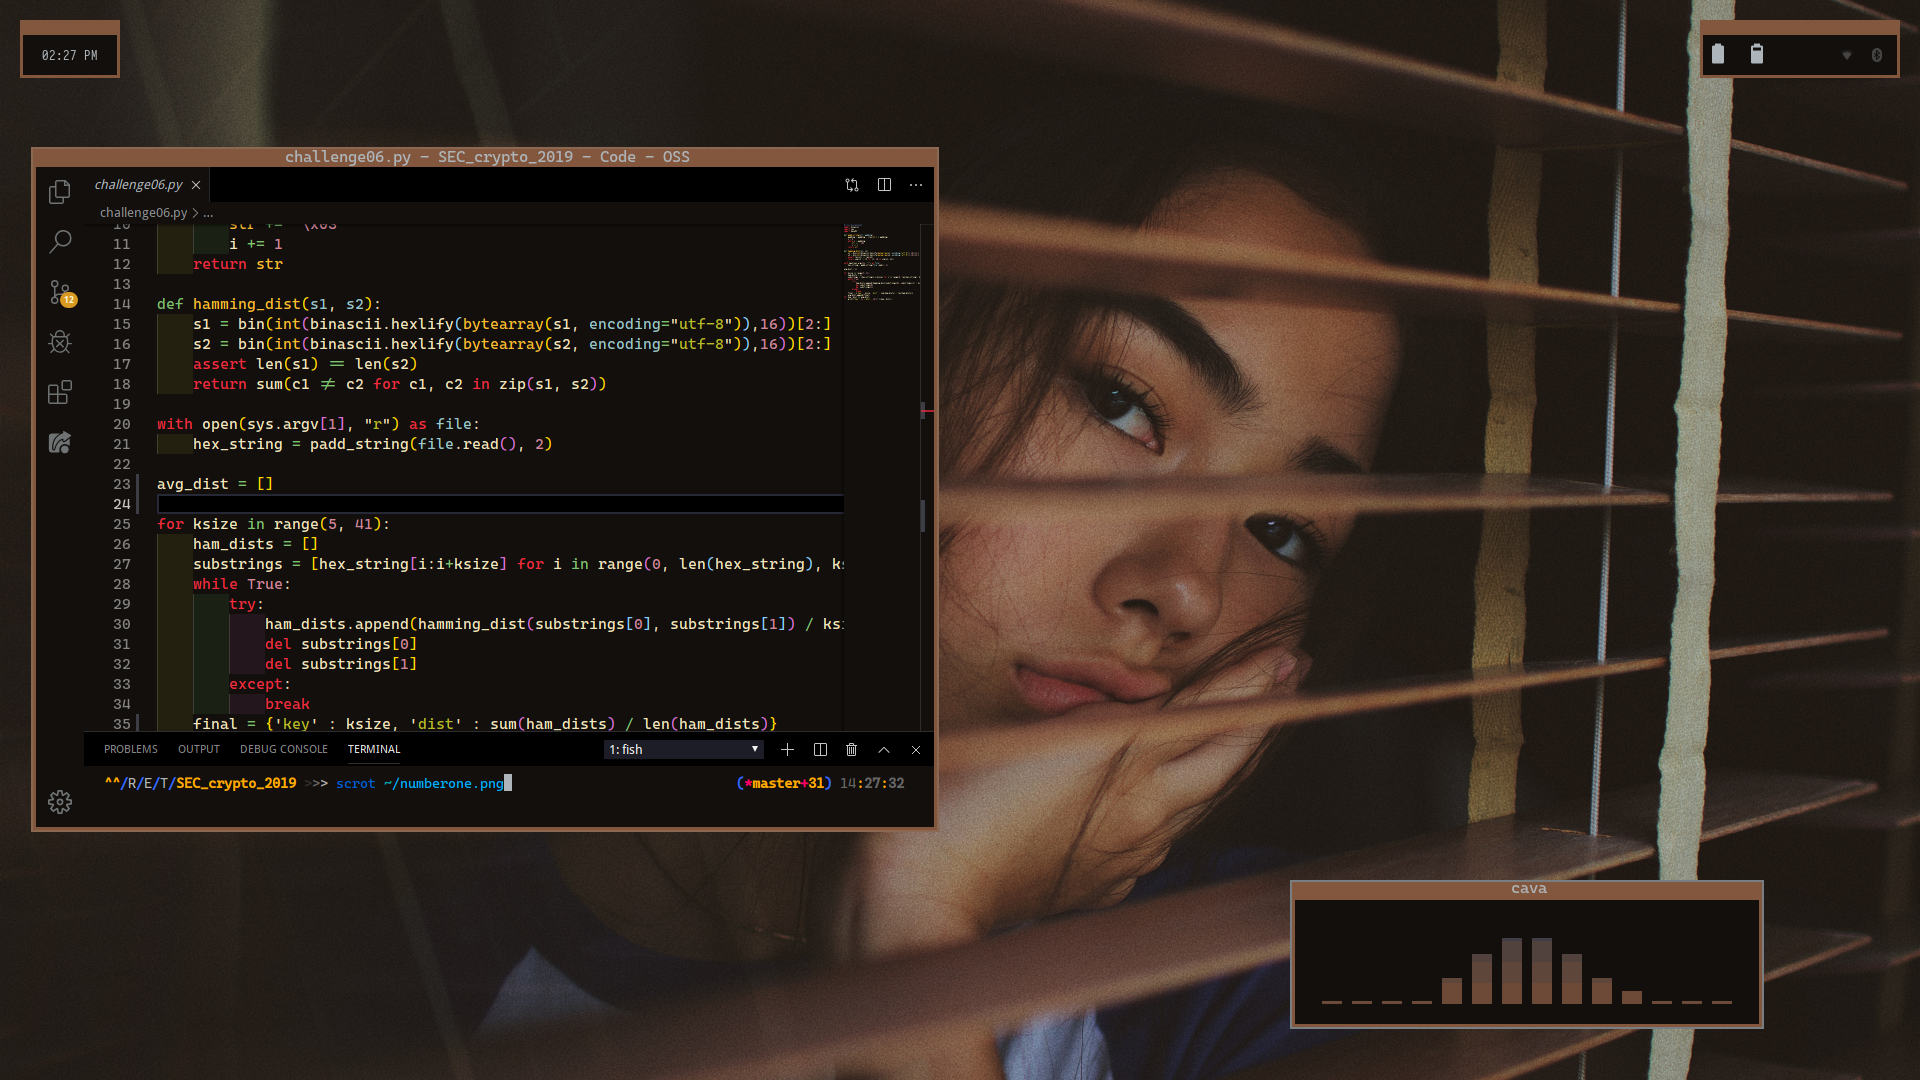 02:27 PM
challenge06.py - SEC_crypto_2019 - Code - OSS
challenge06.py
challenge06.py > ...
10 str += "\x03"
11 i += 1
12 return str
13
14 def hamming_dist(s1, s2):
15 s1 = bin(int(binascii.hexlify(bytearray(s1, encoding="utf-8")),16))[2:]
16 s2 = bin(int(binascii.hexlify(bytearray(s2, encoding="utf-8")),16))[2:]
17 assert len(s1) == len(s2)
18 return sum(c1 ≠ c2 for c1, c2 in zip(s1, s2))
19
20 with open(sys.argv[1], "r") as file:
21 hex_string = padd_string(file.read(), 2)
22
23 avg_dist = []
24
25 for ksize in range(5, 41):
26 ham_dists = []
27 substrings = [hex_string[i:i+ksize] for i in range(0, len(hex_string), ks
28 while True:
29 try:
30 ham_dists.append(hamming_dist(substrings[0], substrings[1]) / ksi
31 del substrings[0]
32 del substrings[1]
33 except:
34 break
35 final = {'key' : ksize, 'dist' : sum(ham_dists) / len(ham_dists)}
12
PROBLEMS OUTPUT DEBUG CONSOLE TERMINAL 1: fish
^^/R/E/T/SEC_crypto_2019 >>> scrot ~/numberone.png (*master+31) 14:27:32
cava